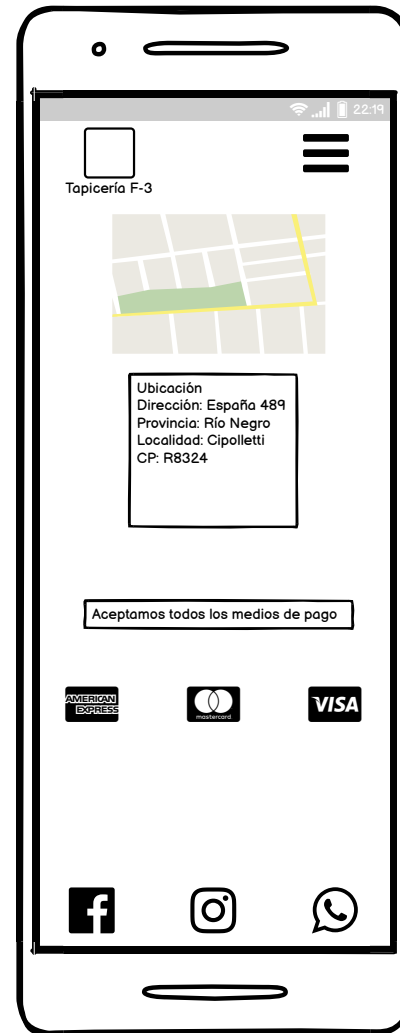 22:19
Tapicería F-3
Ubicación
Dirección: España 489
Provincia: Río Negro
Localidad: Cipolletti
CP: R8324
Aceptamos todos los medios de pago
AMERICAN
EXPRESS
mastercard
VISA